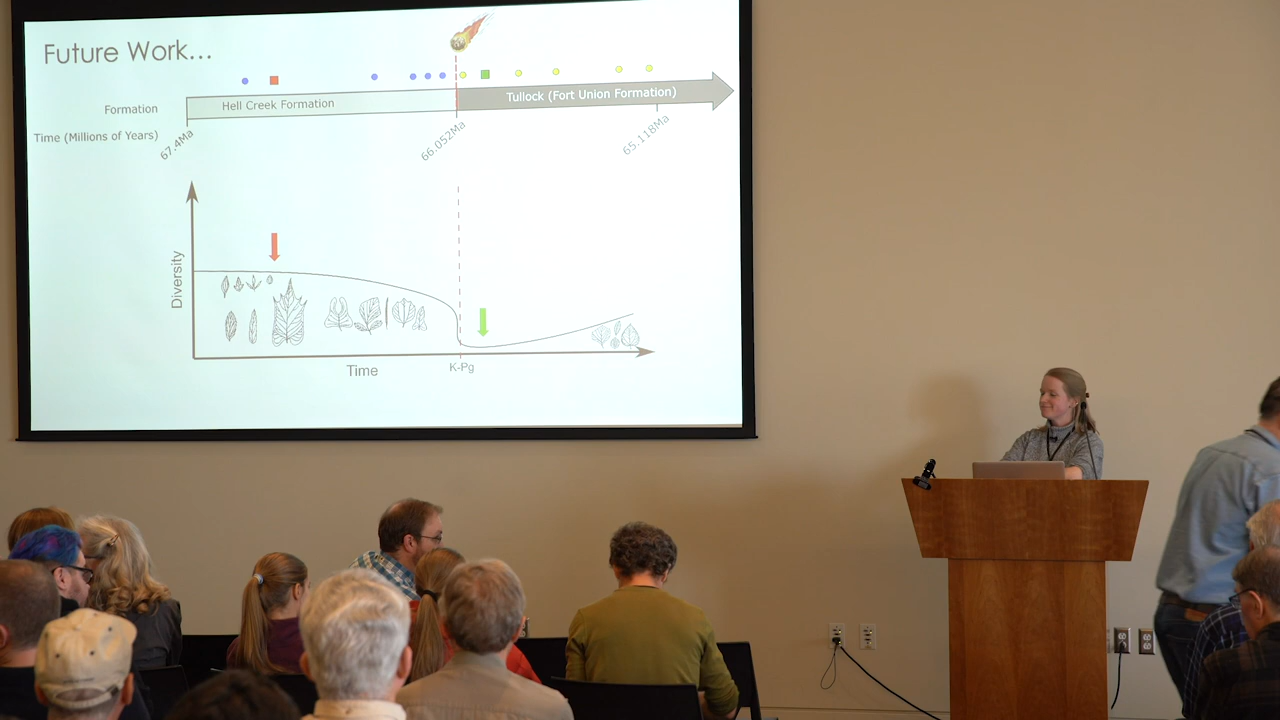 Future Work...
Formation
Hell Creek Formation
Tullock (Fort Union Formation)
Time (Millions of Years)
67.4Ma
66.052Ma
65.118Ma
Diversity
Time
K-Pg